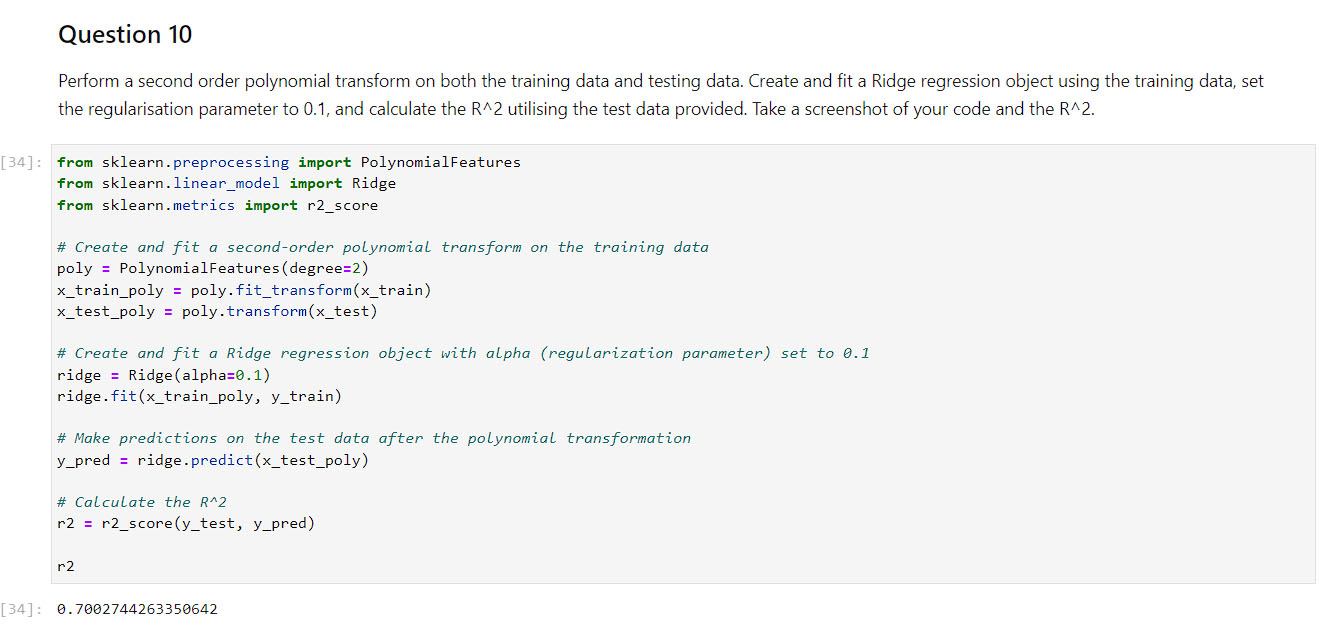 Question 10
Perform a second order polynomial transform on both the training data and testing data. Create and fit a Ridge regression object using the training data, set
the regularisation parameter to 0.1, and calculate the R^2 utilising the test data provided. Take a screenshot of your code and the R^2.
[34]: from sklearn.preprocessing import PolynomialFeatures
from sklearn.linear_model import Ridge
from sklearn.metrics import r2_score
# Create and fit a second-order polynomial transform on the training data
poly = PolynomialFeatures(degree=2)
x_train_poly = poly.fit_transform(x_train)
x_test_poly = poly.transform(x_test)
# Create and fit a Ridge regression object with alpha (regularization parameter) set to 0.1
ridge = Ridge(alpha=0.1)
ridge.fit(x_train_poly, y_train)
# Make predictions on the test data after the polynomial transformation
y_pred = ridge.predict(x_test_poly)
# Calculate the R^2
r2 = r2_score(y_test, y_pred)
r2
[34]: 0.7002744263350642